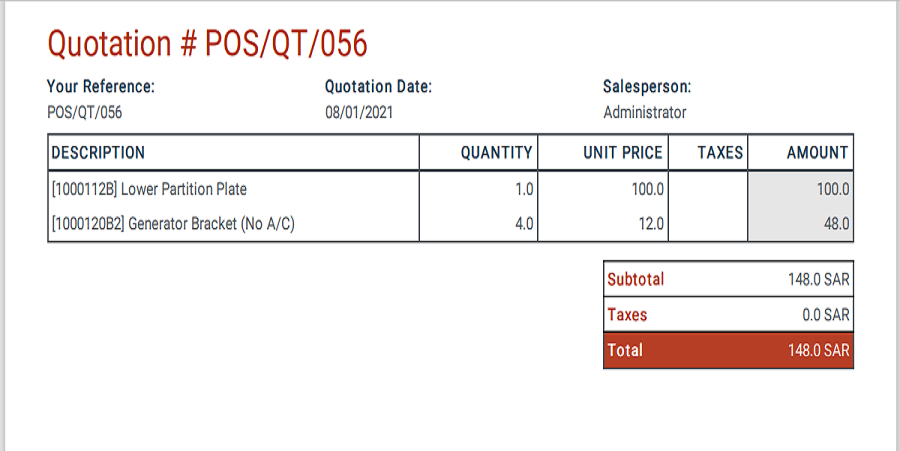 Quotation # POS/QT/056
Your Reference: Quotation Date: Salesperson:
POS/QT/056 08/01/2021 Administrator
DESCRIPTION QUANTITY UNIT PRICE TAXES AMOUNT
[1000112B] Lower Partition Plate 1.0 100.0 100.0
[1000120B2] Generator Bracket (No A/C) 4.0 12.0 48.0
Subtotal 148.0 SAR
Taxes 0.0 SAR
Total 148.0 SAR